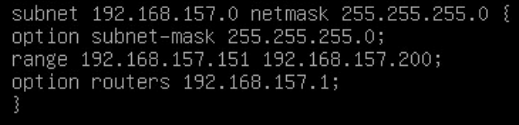 subnet 192.168.157.0 netmask 255.255.255.0 {
option subnet-mask 255.255.255.0;
range 192.168.157.151 192.168.157.200;
option routers 192.168.157.1;
}